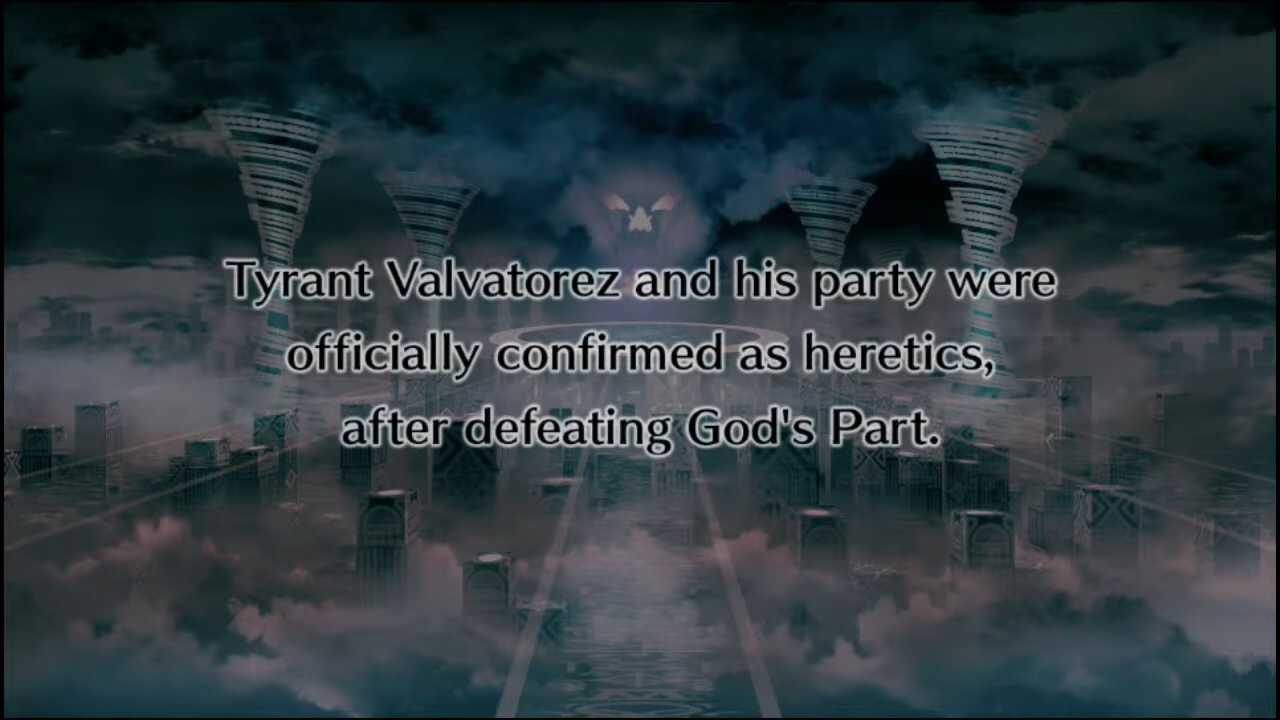 Tyrant Valvatorez and his party were
officially confirmed as heretics,
after defeating God's Part.